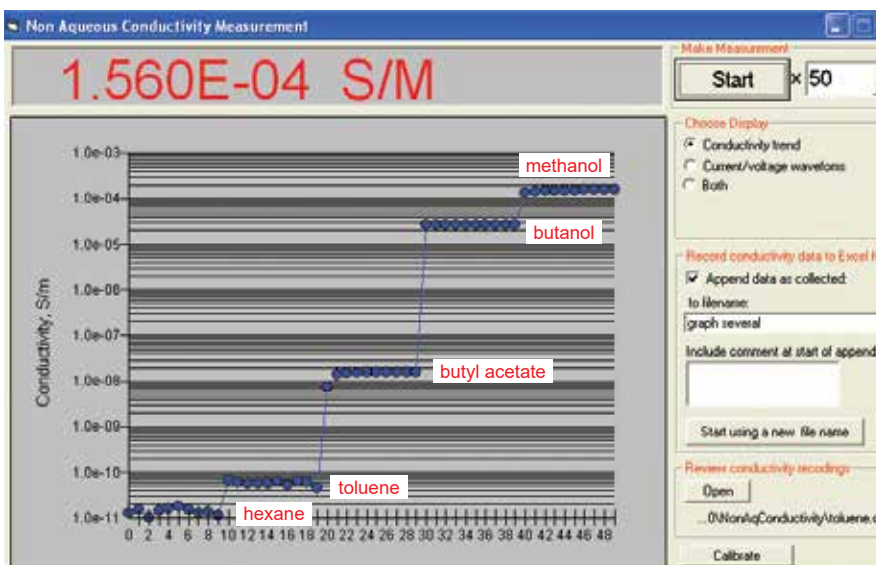 Non Aqueous Conductivity Measurement
1.560E-04 S/M
Make Measurement
Start × 50
Choose Display
Conductivity trend
Current/voltage waveforms
Both
Record conductivity data to Excel
Append data as collected:
to filename:
graph several
Include comment at start of append
Start using a new file name
Review conductivity recordings
Open
...0\NonAqConductivity\toluene.
Calibrate
Conductivity, S/m
1.0e-03
1.0e-04
1.0e-05
1.0e-06
1.0e-07
1.0e-08
1.0e-09
1.0e-10
1.0e-11
methanol
butanol
butyl acetate
toluene
hexane
0 2 4 6 8 10 12 14 16 18 20 22 24 26 28 30 32 34 36 38 40 42 44 46 48